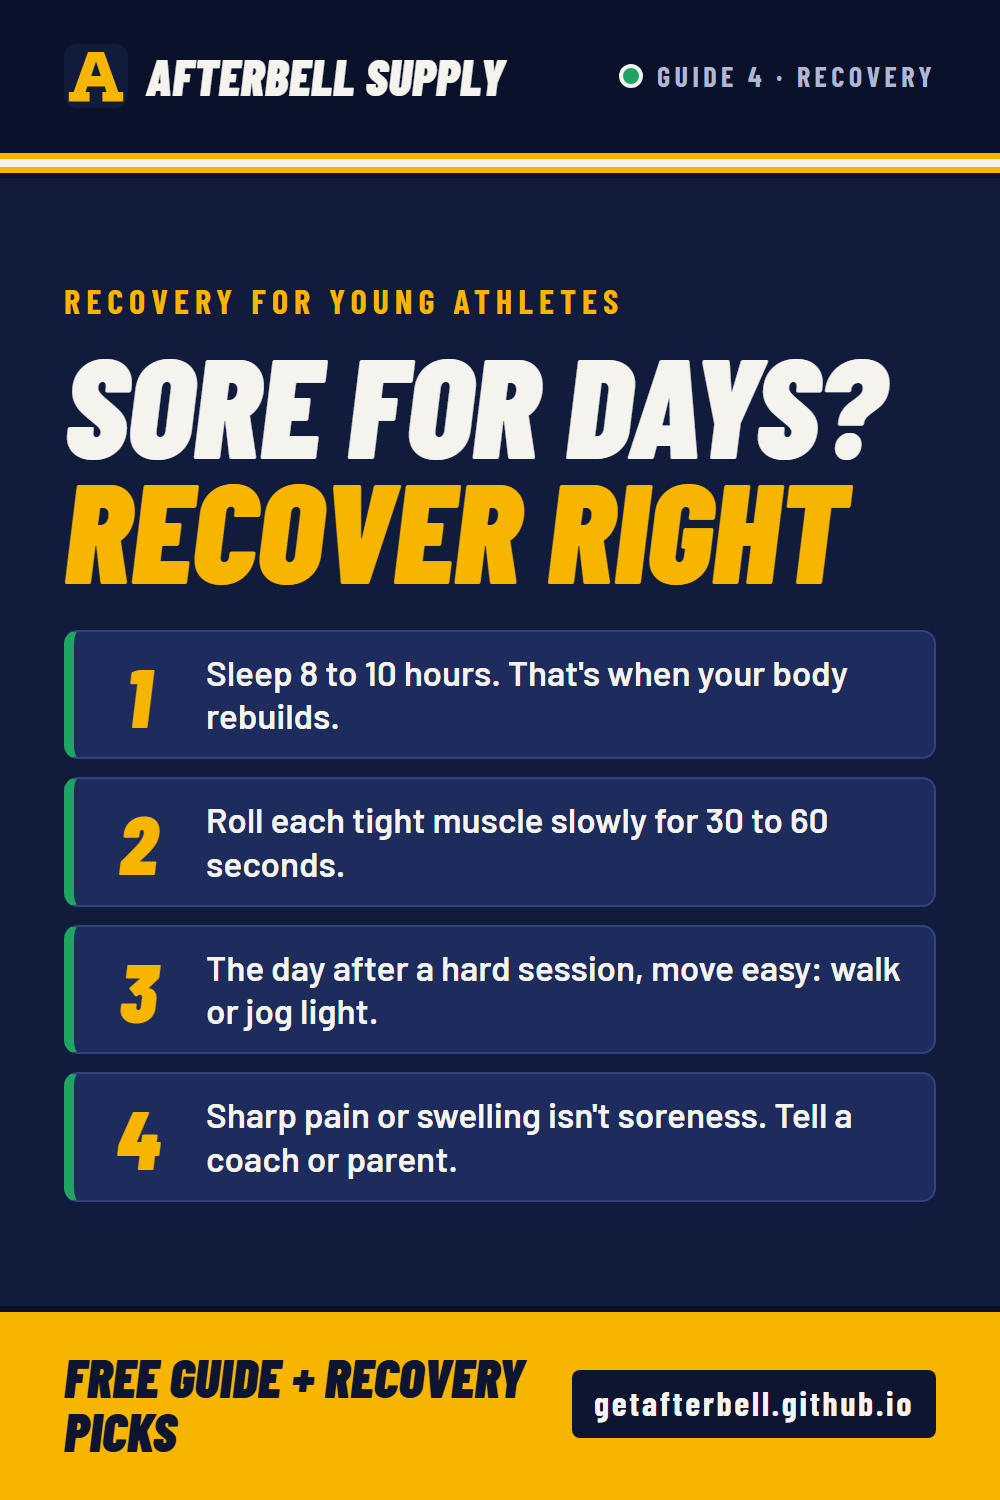 A AFTERBELL SUPPLY
GUIDE 4 · RECOVERY
RECOVERY FOR YOUNG ATHLETES
SORE FOR DAYS?
RECOVER RIGHT
1 Sleep 8 to 10 hours. That's when your body
rebuilds.
2 Roll each tight muscle slowly for 30 to 60
seconds.
3 The day after a hard session, move easy: walk
or jog light.
4 Sharp pain or swelling isn't soreness. Tell a
coach or parent.
FREE GUIDE + RECOVERY
PICKS
getafterbell.github.io